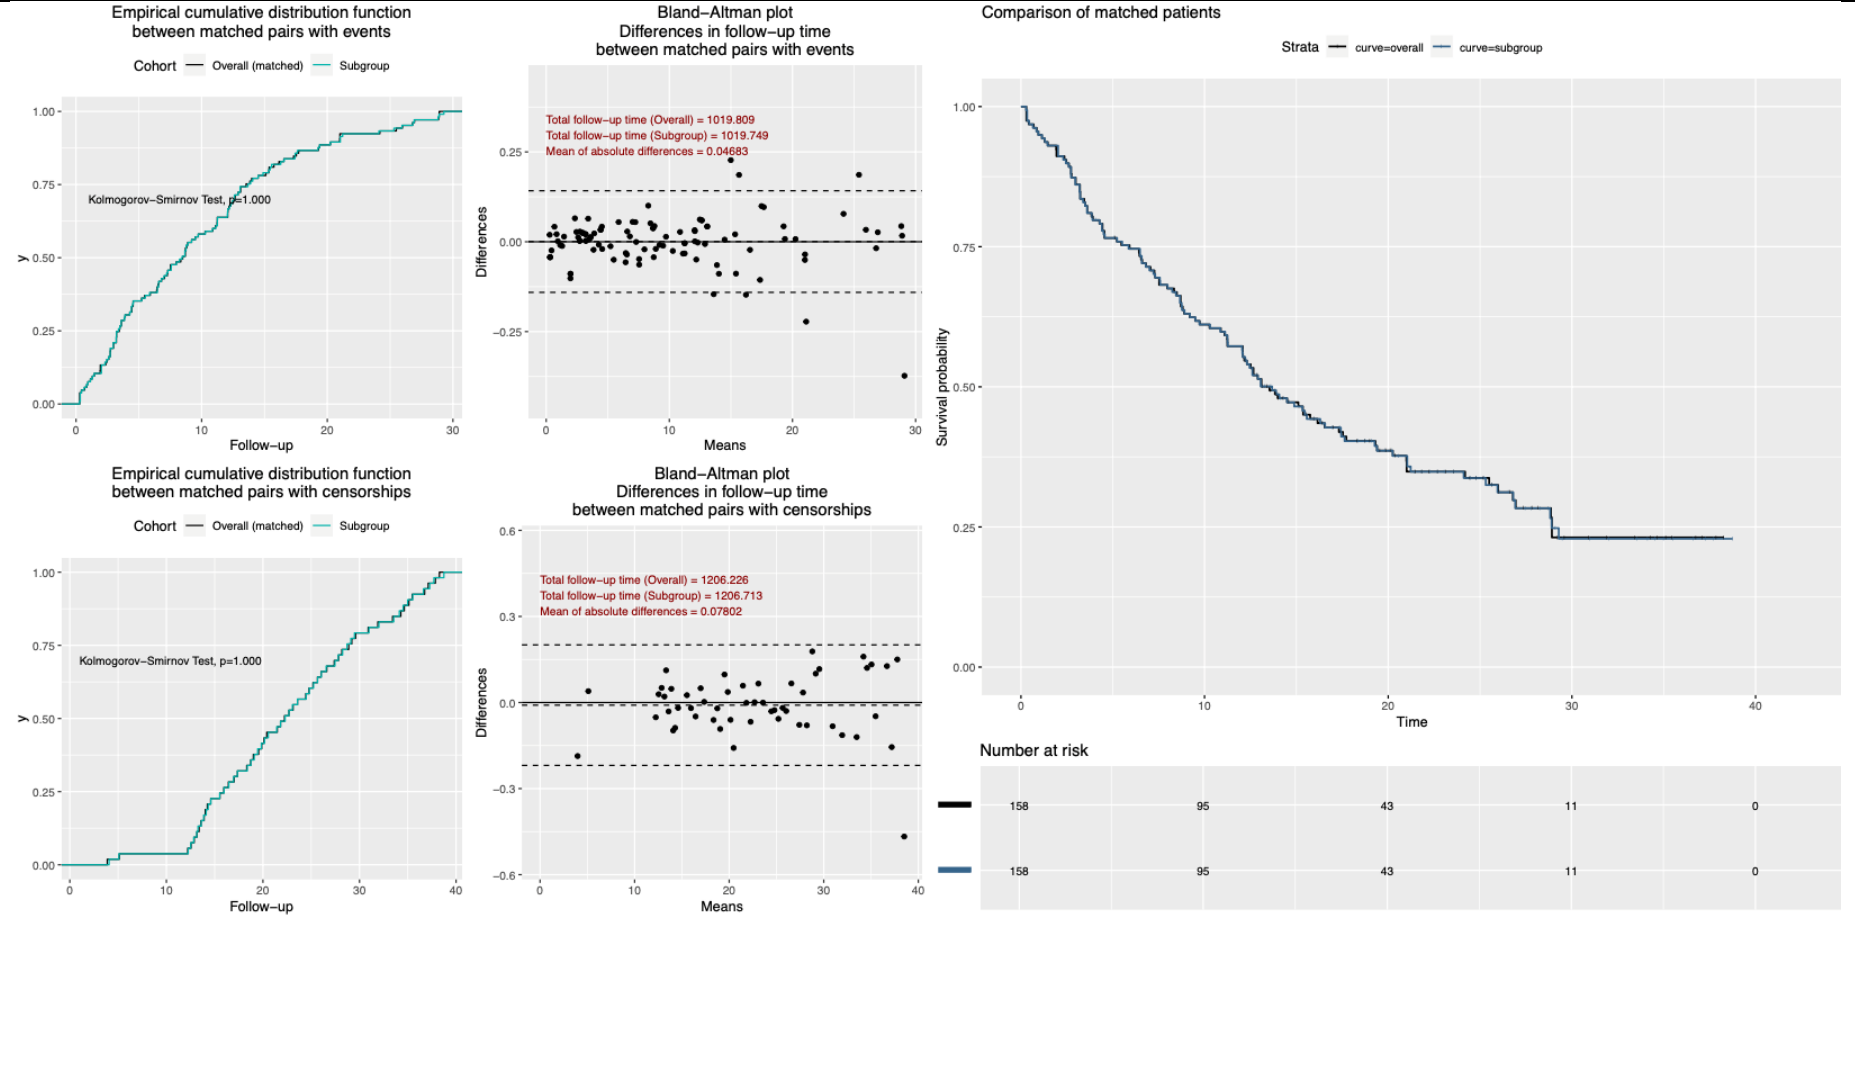 Empirical cumulative distribution function
between matched pairs with events
Cohort Overall (matched) Subgroup
1.00
0.75
0.50
0.25
0.00
y
Kolmogorov−Smirnov Test, p=1.000
0 10 20 30
Follow−up
Bland−Altman plot
Differences in follow−up time
between matched pairs with events
Total follow−up time (Overall) = 1019.809
Total follow−up time (Subgroup) = 1019.749
Mean of absolute differences = 0.04683
0.25
0.00
−0.25
Differences
0 10 20 30
Means
Empirical cumulative distribution function
between matched pairs with censorships
Cohort Overall (matched) Subgroup
1.00
0.75
0.50
0.25
0.00
y
Kolmogorov−Smirnov Test, p=1.000
0 10 20 30 40
Follow−up
Bland−Altman plot
Differences in follow−up time
between matched pairs with censorships
Total follow−up time (Overall) = 1206.226
Total follow−up time (Subgroup) = 1206.713
Mean of absolute differences = 0.07802
0.6
0.3
0.0
−0.3
−0.6
Differences
0 10 20 30 40
Means
Comparison of matched patients
Strata curve=overall curve=subgroup
1.00
0.75
0.50
0.25
0.00
Survival probability
0 10 20 30 40
Time
Number at risk
158 95 43 11 0
158 95 43 11 0